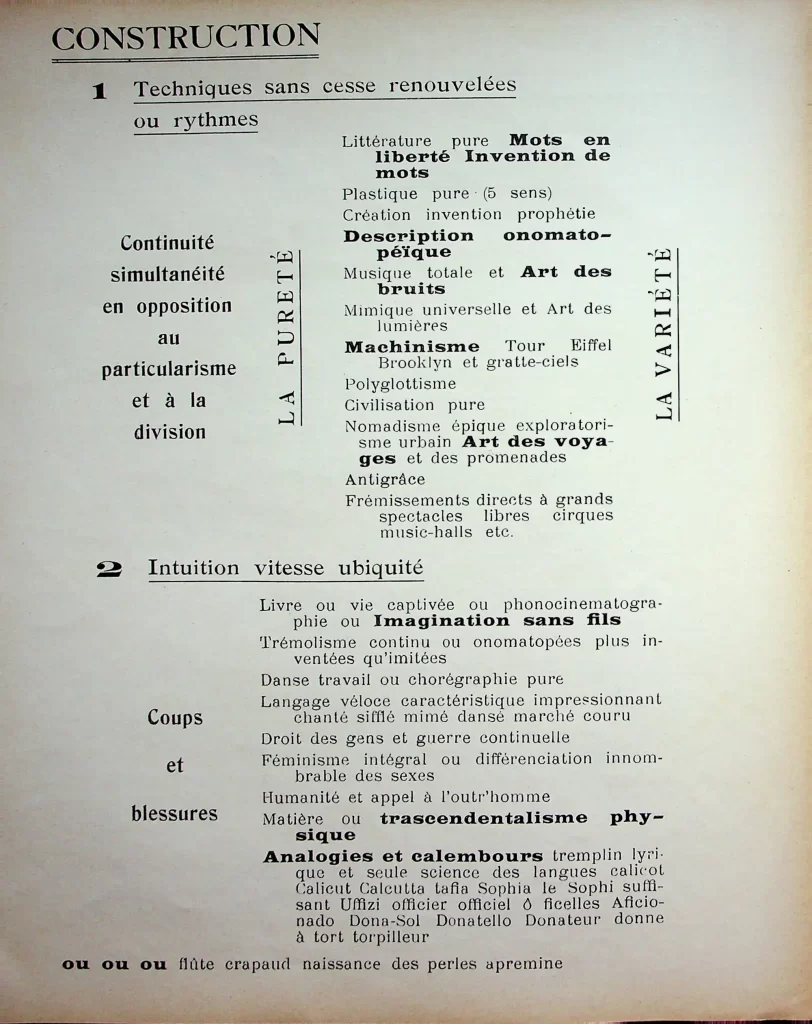 CONSTRUCTION
1 Techniques sans cesse renouvelées
ou rythmes
Continuité
simultanéité
en opposition
au
particularisme
et à la
division
LA PURETÉ
Littérature pure Mots en
liberté Invention de
mots
Plastique pure (5 sens)
Création invention prophétie
Description onomato-
péïque
Musique totale et Art des
bruits
Mimique universelle et Art des
lumières
Machinisme Tour Eiffel
Brooklyn et gratte-ciels
Polyglottisme
Civilisation pure
Nomadisme épique exploratori-
sme urbain Art des voya-
ges et des promenades
Antigrâce
Frémissements directs à grands
spectacles libres cirques
music-halls etc.
LA VARIÉTÉ
2 Intuition vitesse ubiquité
Coups
et
blessures
Livre ou vie captivée ou phonocinematogra-
phie ou Imagination sans fils
Trémolisme continu ou onomatopées plus in-
ventées qu'imitées
Danse travail ou chorégraphie pure
Langage véloce caractéristique impressionnant
chanté sifflé mimé dansé marché couru
Droit des gens et guerre continuelle
Féminisme intégral ou différenciation innom-
brable des sexes
Humanité et appel à l'outr'homme
Matière ou trascendentalisme phy-
sique
Analogies et calembours tremplin lyri-
que et seule science des langues calicot
Calicut Calcutta tafia Sophia le Sophi suffi-
sant Uffizi officier officiel ô ficelles Aficio-
nado Dona-Sol Donatello Donateur donne
à tort torpilleur
ou ou ou flûte crapaud naissance des perles apremine